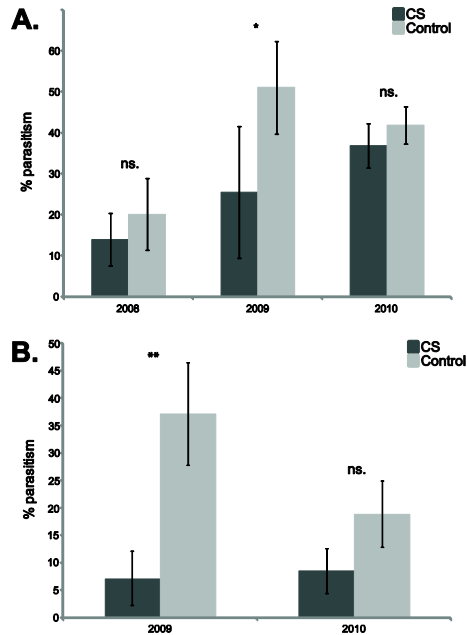 A.
CS
Control
% parasitism
60
50
40
30
20
10
0
ns.
*
ns.
2008 2009 2010
B.
CS
Control
% parasitism
50
45
40
35
30
25
20
15
10
5
0
**
ns.
2009 2010